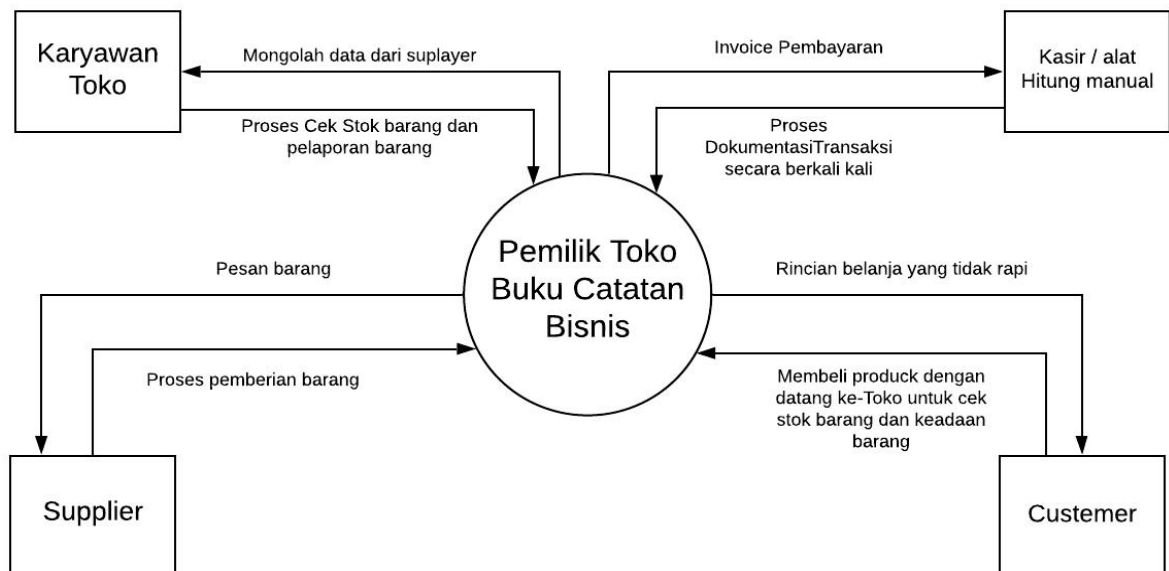 Karyawan
Toko
Mongolah data dari suplayer
Proses Cek Stok barang dan
pelaporan barang
Invoice Pembayaran
Kasir / alat
Hitung manual
Proses
DokumentasiTransaksi
secara berkali kali
Pemilik Toko
Buku Catatan
Bisnis
Pesan barang
Proses pemberian barang
Rincian belanja yang tidak rapi
Membeli produck dengan
datang ke-Toko untuk cek
stok barang dan keadaan
barang
Supplier
Custemer